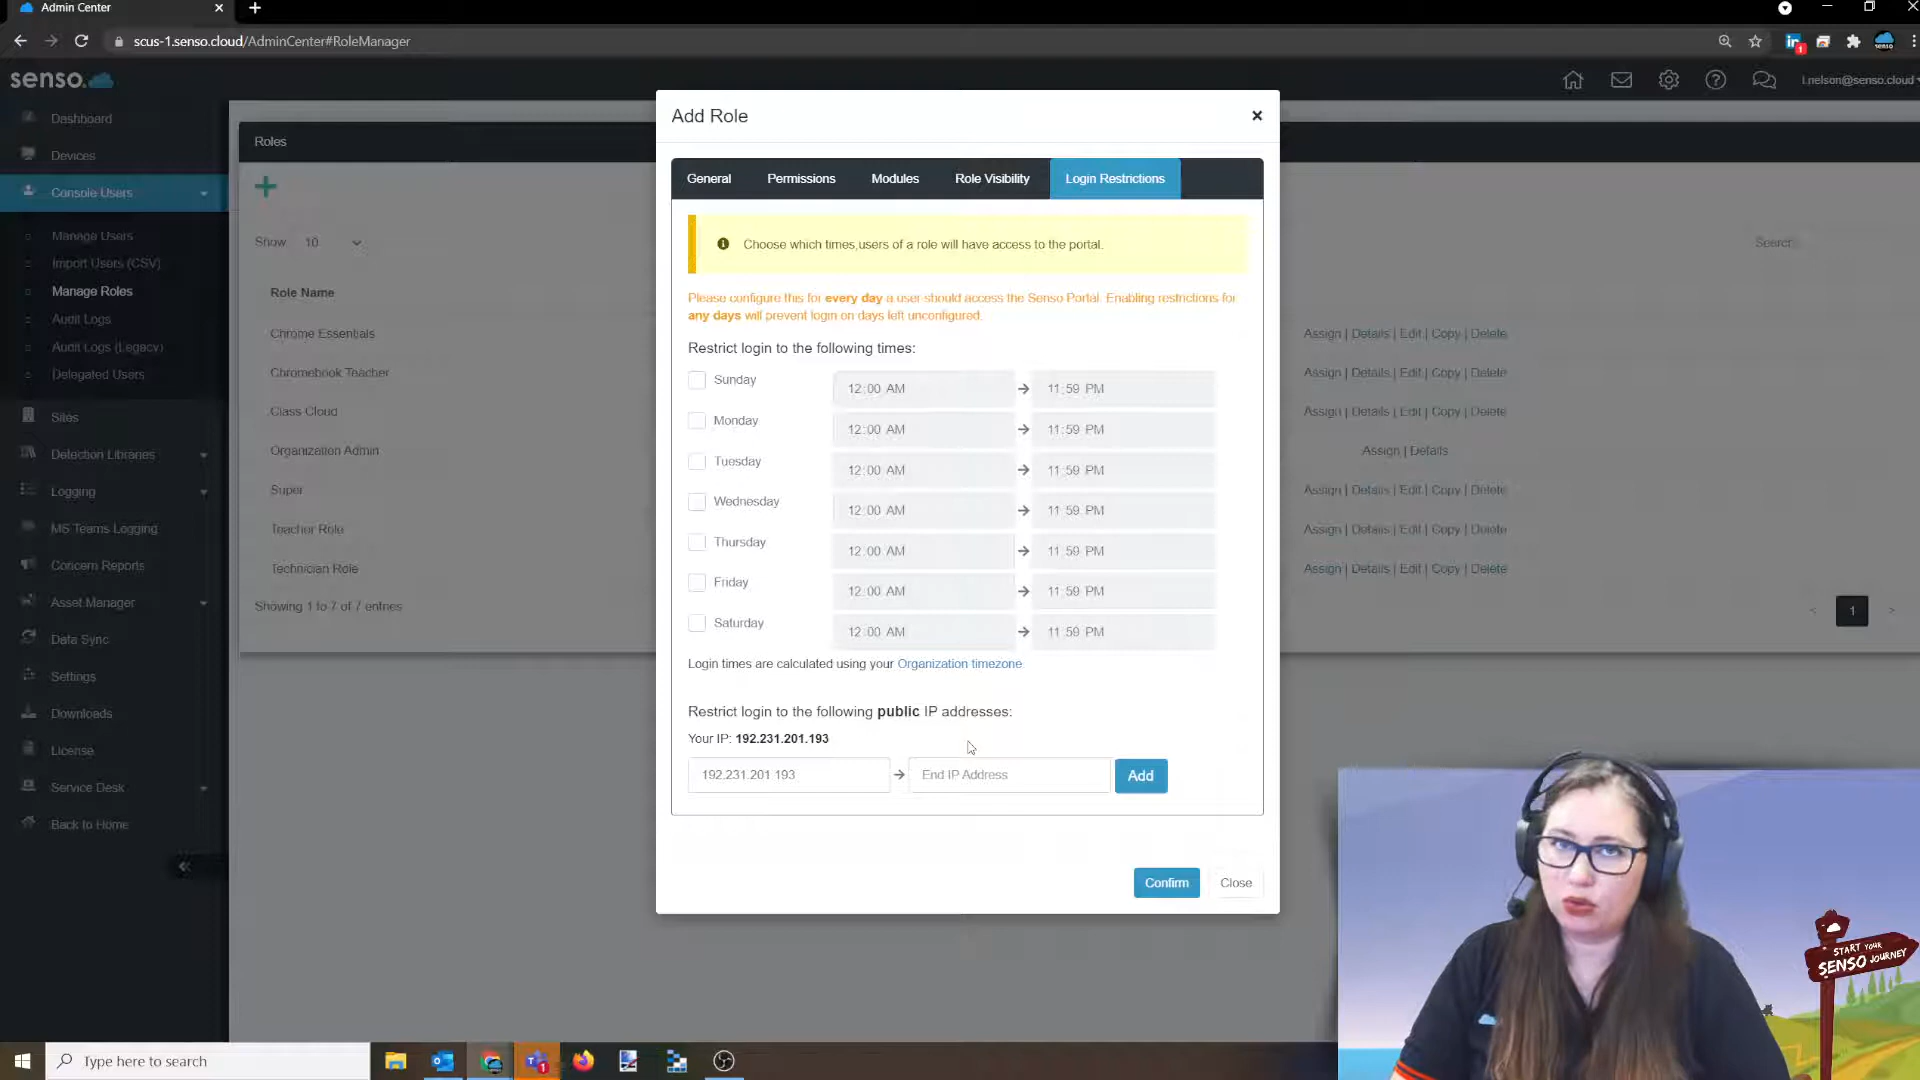 Admin Center
scus-1.senso.cloud/AdminCenter#RoleManager
senso.
l.nelson@senso.cloud
Dashboard
Devices
Console Users
Manage Users
Import Users (CSV)
Manage Roles
Audit Logs
Audit Logs (Legacy)
Delegated Users
Sites
Detection Libraries
Logging
MS Teams Logging
Concern Reports
Asset Manager
Data Sync
Settings
Downloads
License
Service Desk
Back to Home
Roles
Show 10
Search:
Role Name
Chrome Essentials
Assign | Details | Edit | Copy | Delete
Chromebook Teacher
Assign | Details | Edit | Copy | Delete
Class Cloud
Assign | Details | Edit | Copy | Delete
Organization Admin
Assign | Details
Super
Assign | Details | Edit | Copy | Delete
Teacher Role
Assign | Details | Edit | Copy | Delete
Technician Role
Assign | Details | Edit | Copy | Delete
Showing 1 to 7 of 7 entries
< 1 >
Add Role
General Permissions Modules Role Visibility Login Restrictions
Choose which times,users of a role will have access to the portal.
Please configure this for every day a user should access the Senso Portal. Enabling restrictions for
any days will prevent login on days left unconfigured.
Restrict login to the following times:
Sunday 12:00 AM 11:59 PM
Monday 12:00 AM 11:59 PM
Tuesday 12:00 AM 11:59 PM
Wednesday 12:00 AM 11:59 PM
Thursday 12:00 AM 11:59 PM
Friday 12:00 AM 11:59 PM
Saturday 12:00 AM 11:59 PM
Login times are calculated using your Organization timezone
Restrict login to the following public IP addresses:
Your IP: 192.231.201.193
192.231.201.193 End IP Address Add
Confirm Close
START YOUR
SENSO JOURNEY
Type here to search